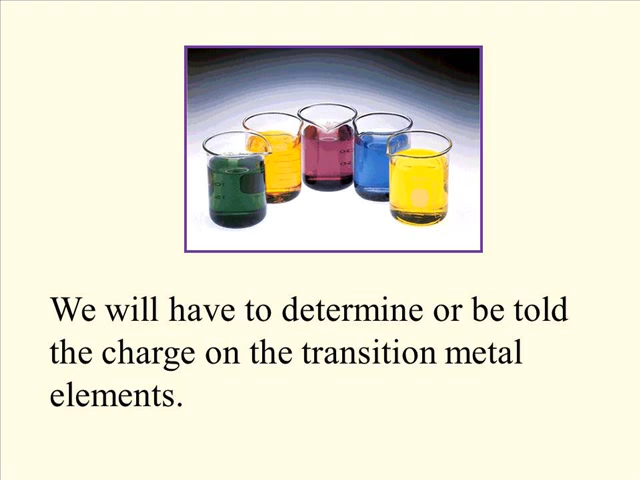 We will have to determine or be told
the charge on the transition metal
elements.